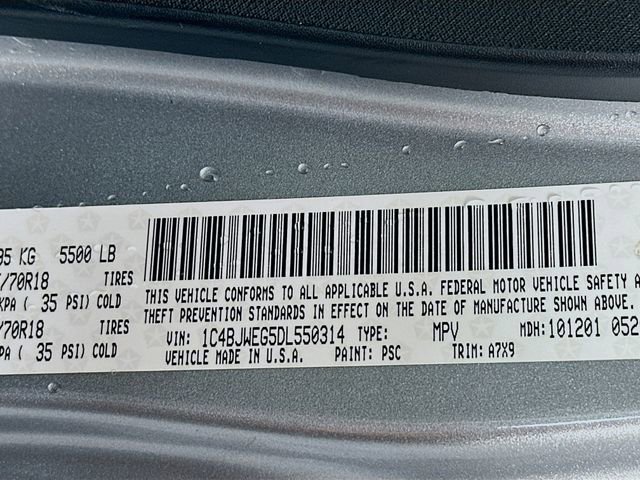 95 KG 5500 LB
/70R18 TIRES
KPA ( 35 PSI) COLD
/70R18 TIRES
KPA ( 35 PSI) COLD
THIS VEHICLE CONFORMS TO ALL APPLICABLE U.S.A. FEDERAL MOTOR VEHICLE SAFETY
THEFT PREVENTION STANDARDS IN EFFECT ON THE DATE OF MANUFACTURE SHOWN ABOVE.
VIN: 1C4BJWEG5DL550314 TYPE: MPV MDH: 101201 052
VEHICLE MADE IN U.S.A. PAINT: PSC TRIM: A7X9